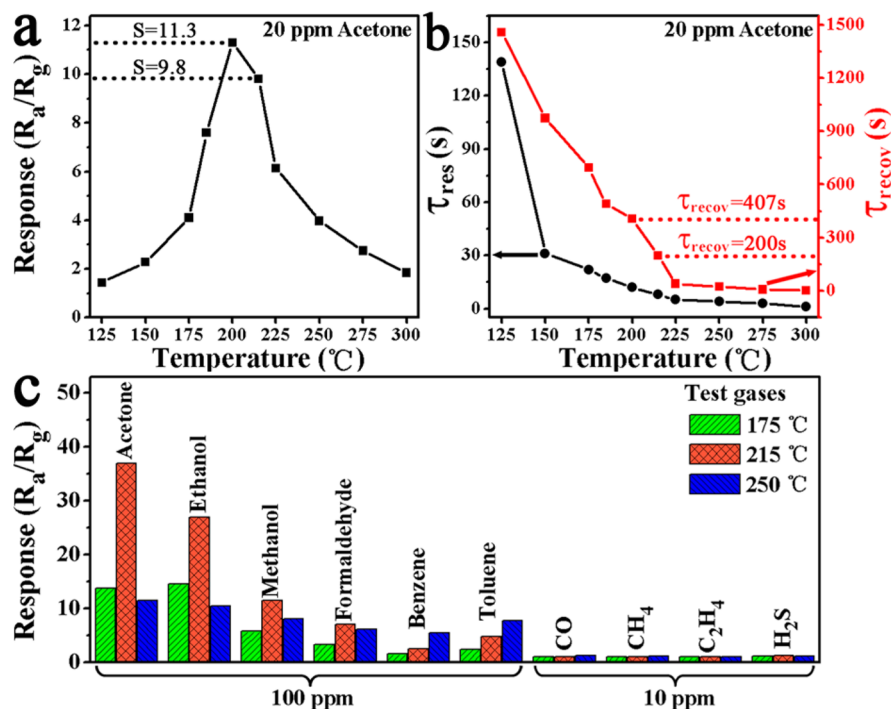 a
20 ppm Acetone
S=11.3
S=9.8
Response (Ra/Rg)
12
10
8
6
4
2
0
125 150 175 200 225 250 275 300
Temperature (℃)
b
20 ppm Acetone
τres (s)
150
120
90
60
30
0
τrecov=407s
τrecov=200s
1500
1200
900
600
300
0
τrecov (s)
125 150 175 200 225 250 275 300
Temperature (℃)
c
Response (Ra/Rg)
50
40
30
20
10
0
Acetone
Ethanol
Methanol
Formaldehyde
Benzene
Toluene
CO
CH4
C2H4
H2S
Test gases
175 ℃
215 ℃
250 ℃
100 ppm
10 ppm